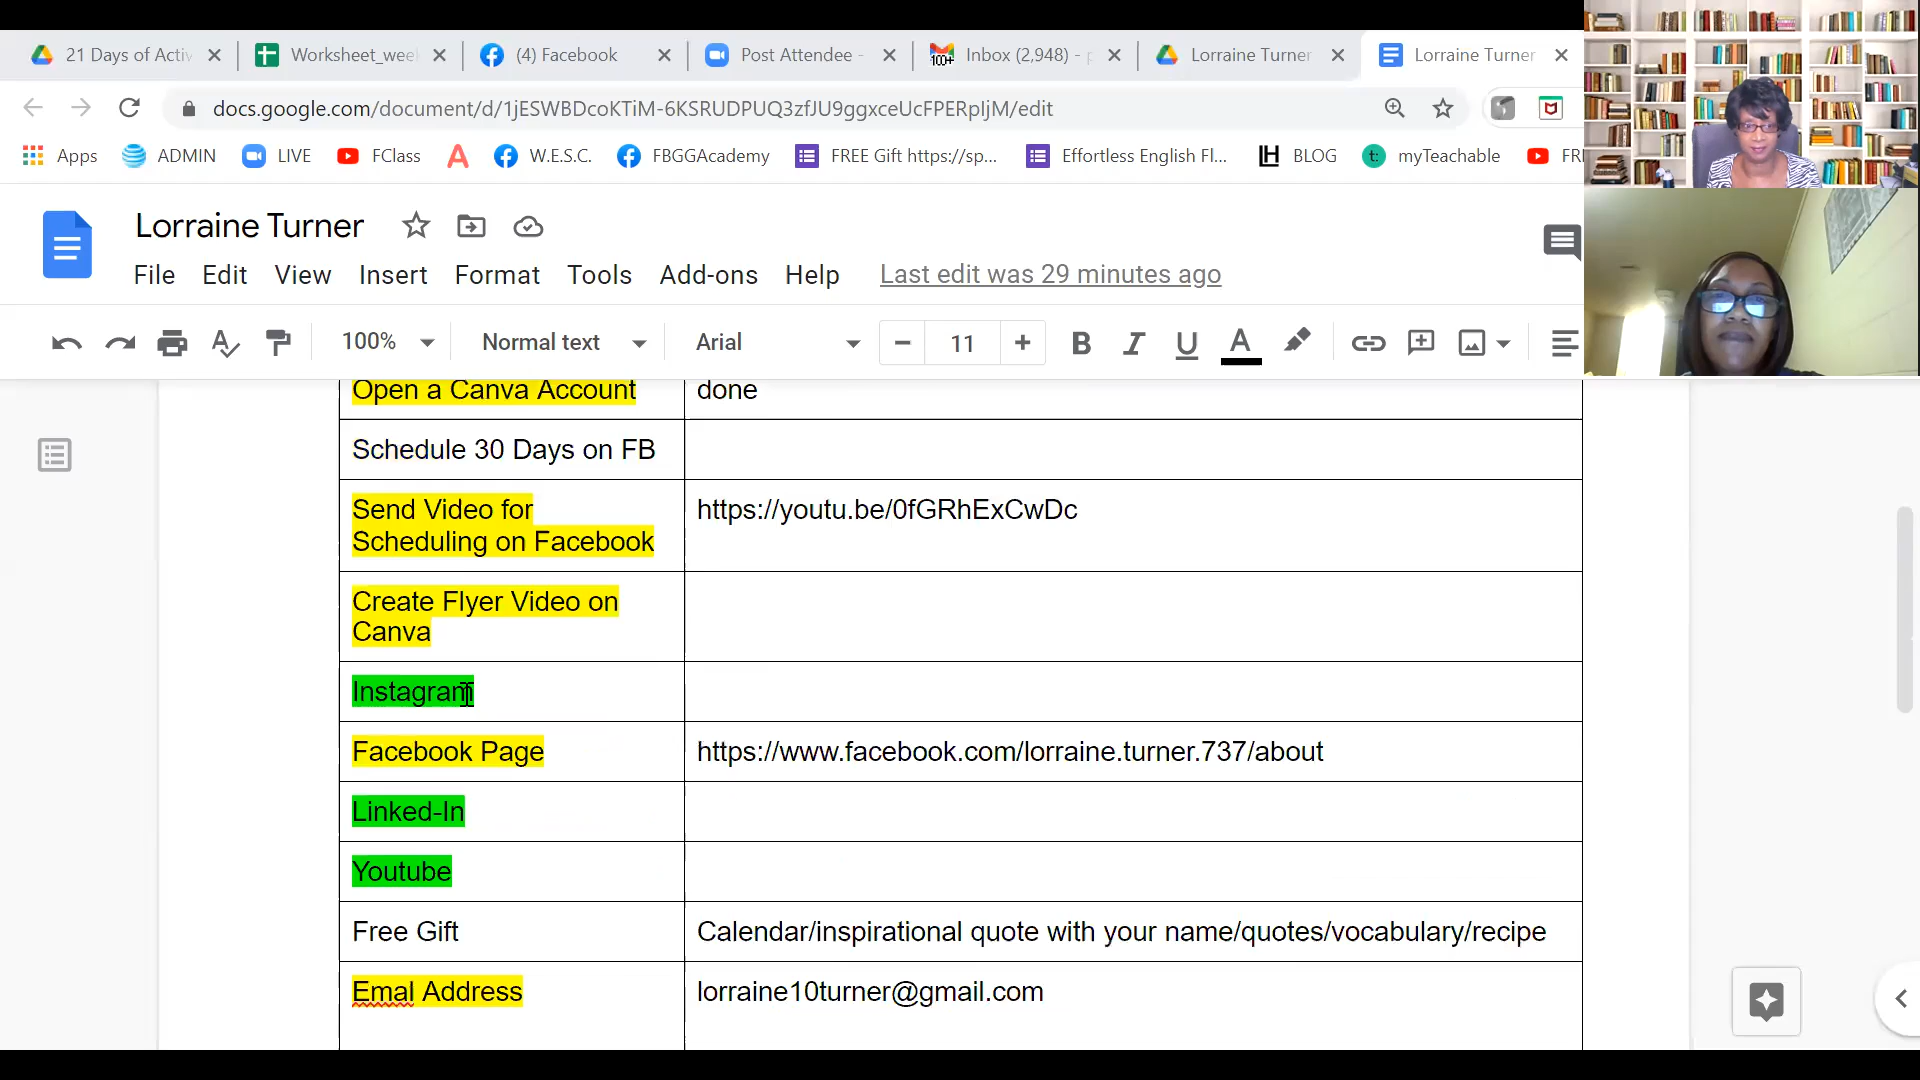 21 Days of Activ
Worksheet_wee
(4) Facebook
Post Attendee -
100+
Inbox (2,948) - p
Lorraine Turner
Lorraine Turner
docs.google.com/document/d/1jESWBDcoKTiM-6KSRUDPUQ3zfJU9ggxceUcFPERpIjM/edit
Apps
ADMIN
LIVE
FClass
W.E.S.C.
FBGGAcademy
FREE Gift https://sp...
Effortless English Fl...
LH
BLOG
t:
myTeachable
FRE
Lorraine Turner
File Edit View Insert Format Tools Add-ons Help Last edit was 29 minutes ago
100% Normal text Arial 11 B I U A
Open a Canva Account
done
Schedule 30 Days on FB
Send Video for
Scheduling on Facebook
https://youtu.be/0fGRhExCwDc
Create Flyer Video on
Canva
Instagram
Facebook Page
https://www.facebook.com/lorraine.turner.737/about
Linked-In
Youtube
Free Gift
Calendar/inspirational quote with your name/quotes/vocabulary/recipe
Emal Address
lorraine10turner@gmail.com